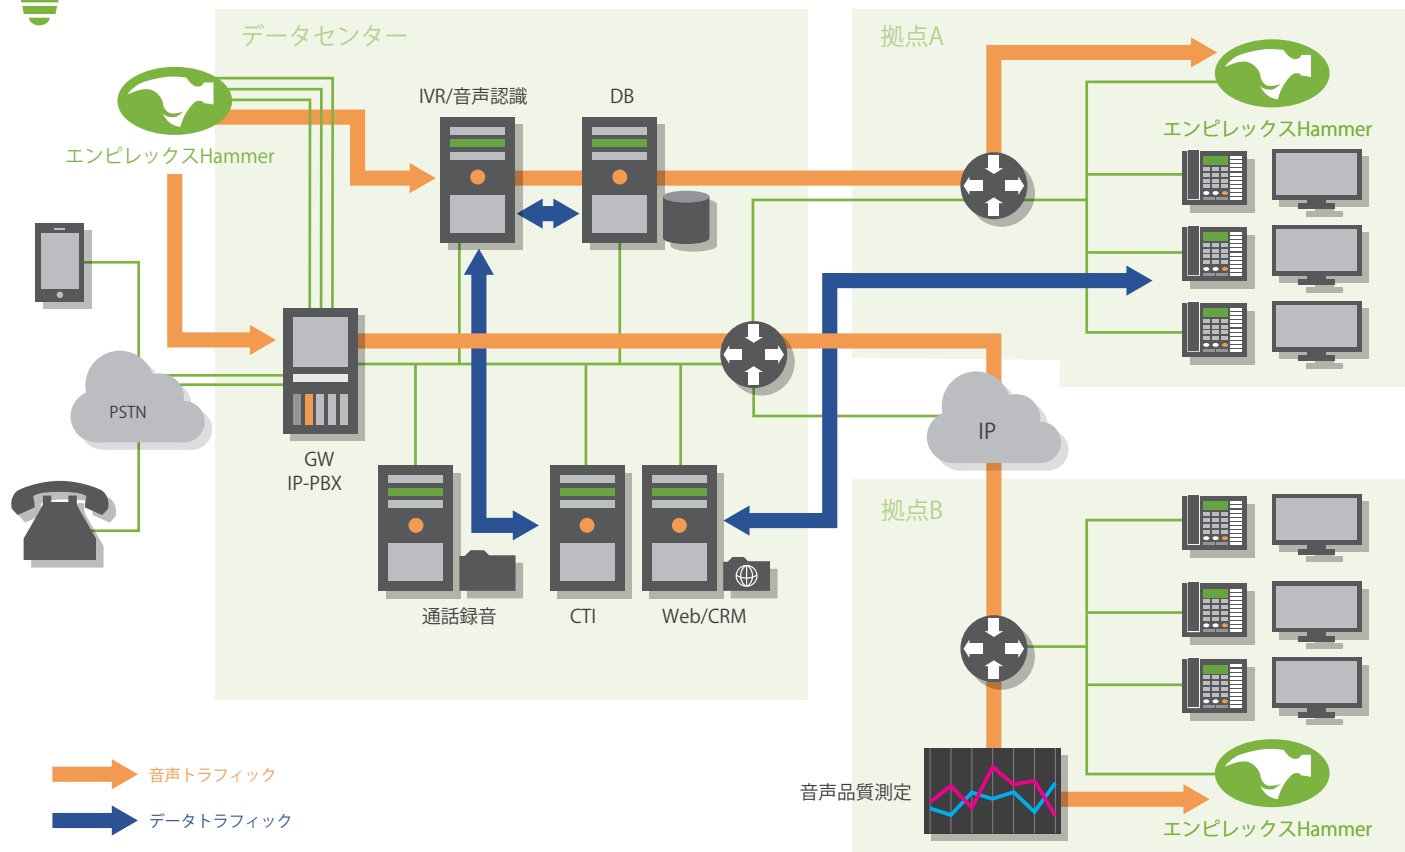 データセンター
拠点A
IVR/音声認識
DB
エンピレックスHammer
エンピレックスHammer
PSTN
GW
IP-PBX
IP
拠点B
通話録音
CTI
Web/CRM
音声トラフィック
データトラフィック
音声品質測定
エンピレックスHammer